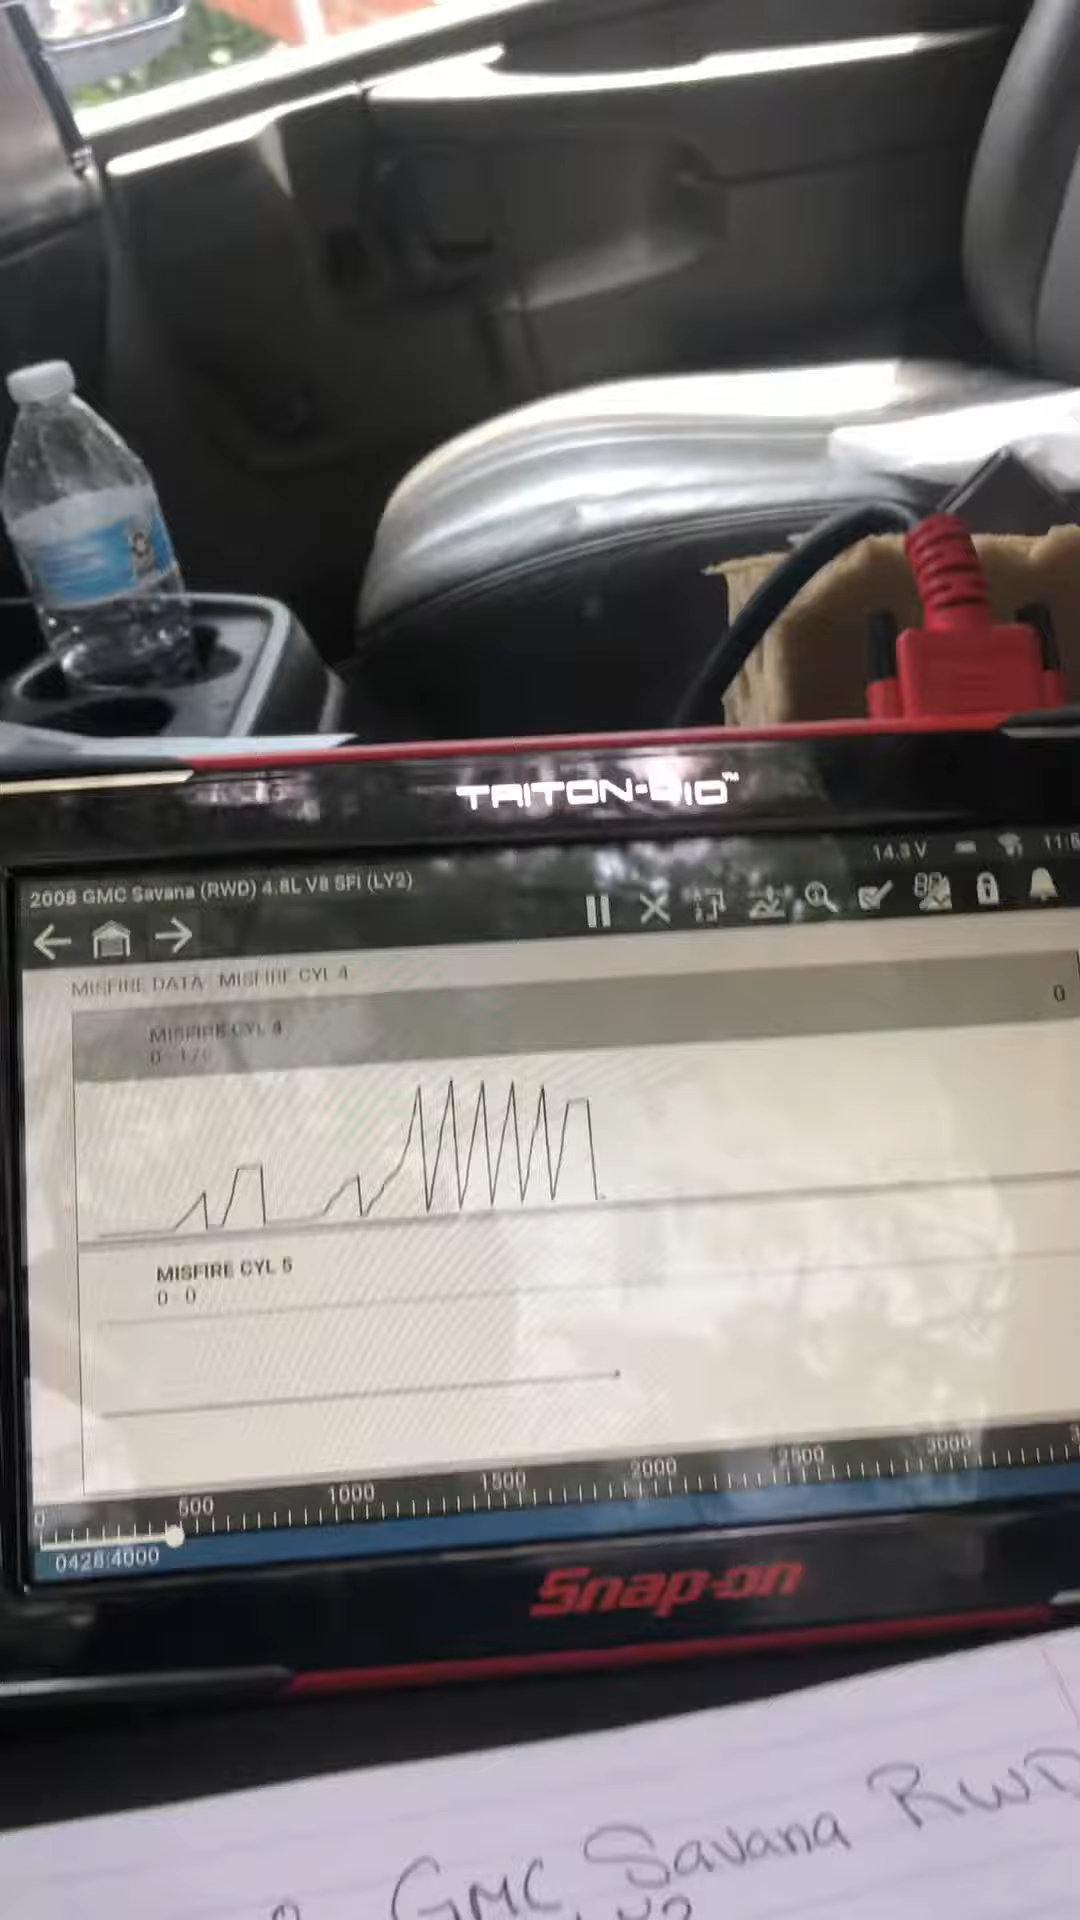 TRITON-D10™
14.3 V
2008 GMC Savana (RWD) 4.8L V8 SFI (LY2)
MISFIRE DATA: MISFIRE CYL 4
MISFIRE CYL 4
0
MISFIRE CYL 5
0 - 0
0 500 1000 1500 2000 2500 3000
0428/4000
Snap-on
GMC Savana RWD